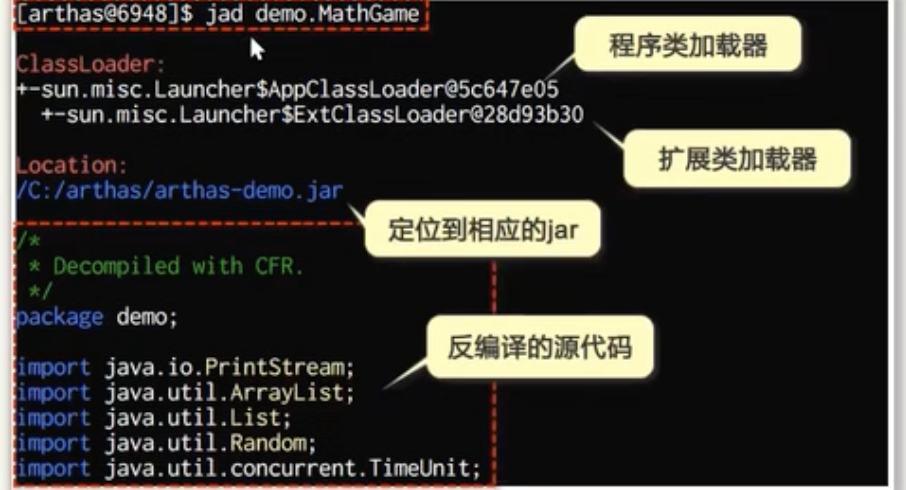 [arthas@6948]$ jad demo.MathGame
程序类加载器
ClassLoader:
+-sun.misc.Launcher$AppClassLoader@5c647e05
+-sun.misc.Launcher$ExtClassLoader@28d93b30
扩展类加载器
Location:
/C:/arthas/arthas-demo.jar
定位到相应的jar
/*
* Decompiled with CFR.
*/
package demo;
反编译的源代码
import java.io.PrintStream;
import java.util.ArrayList;
import java.util.List;
import java.util.Random;
import java.util.concurrent.TimeUnit;